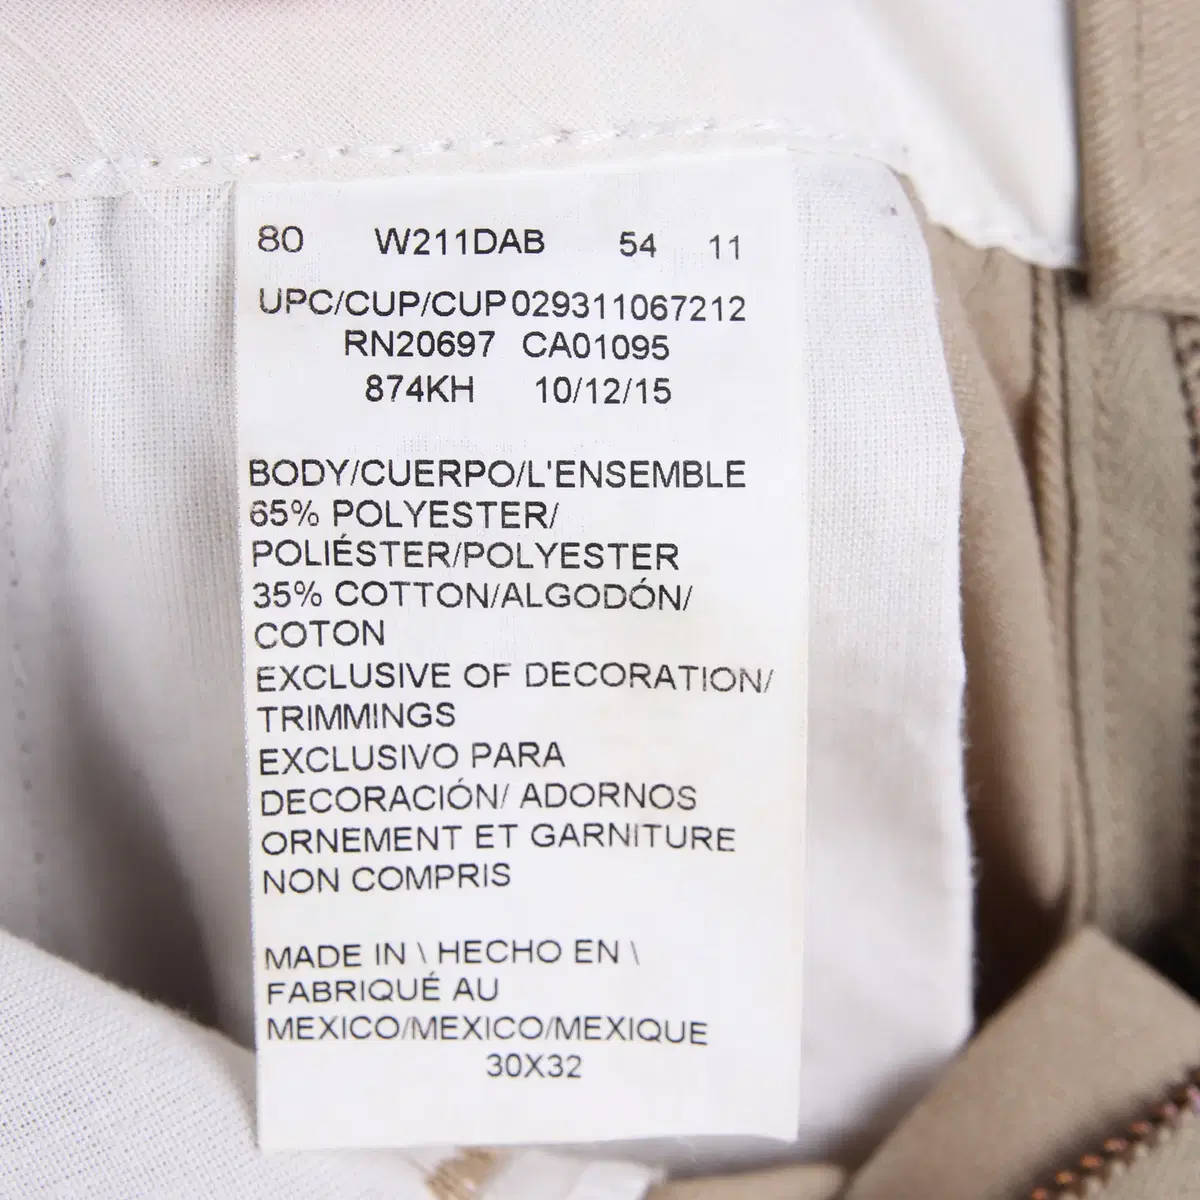 80 W211DAB 54 11
UPC/CUP/CUP 029311067212
RN20697 CA01095
874KH 10/12/15
BODY/CUERPO/L'ENSEMBLE
65% POLYESTER/
POLIÉSTER/POLYESTER
35% COTTON/ALGODÓN/
COTON
EXCLUSIVE OF DECORATION/
TRIMMINGS
EXCLUSIVO PARA
DECORACIÓN/ ADORNOS
ORNEMENT ET GARNITURE
NON COMPRIS
MADE IN \ HECHO EN \
FABRIQUÉ AU
MEXICO/MEXICO/MEXIQUE
30X32